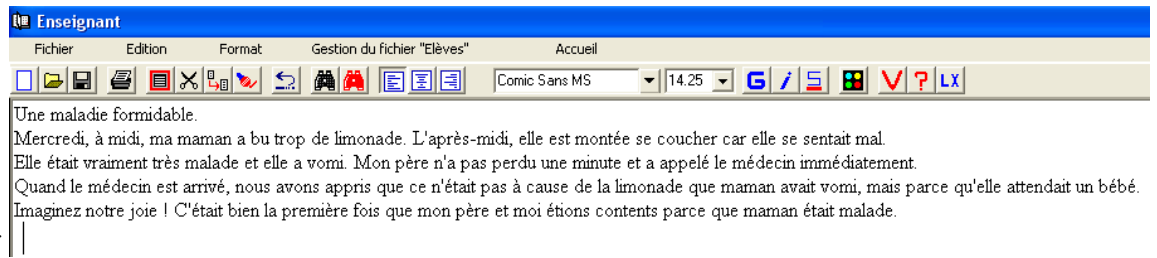 Enseignant
Fichier Edition Format Gestion du fichier "Elèves" Accueil
Comic Sans MS 14.25 G I S V ? LX
Une maladie formidable.
Mercredi, à midi, ma maman a bu trop de limonade. L'après-midi, elle est montée se coucher car elle se sentait mal.
Elle était vraiment très malade et elle a vomi. Mon père n'a pas perdu une minute et a appelé le médecin immédiatement.
Quand le médecin est arrivé, nous avons appris que ce n'était pas à cause de la limonade que maman avait vomi, mais parce qu'elle attendait un bébé.
Imaginez notre joie ! C'était bien la première fois que mon père et moi étions contents parce que maman était malade.